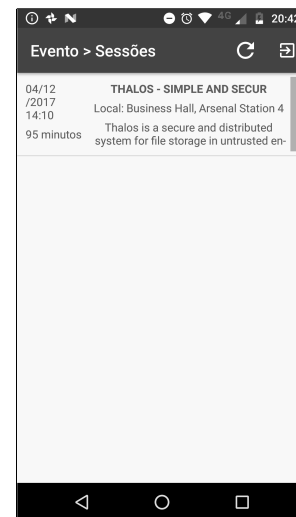 4G 20:42
Evento > Sessões
04/12
/2017
14:10
95 minutos
THALOS - SIMPLE AND SECUR
Local: Business Hall, Arsenal Station 4
Thalos is a secure and distributed
system for file storage in untrusted en-